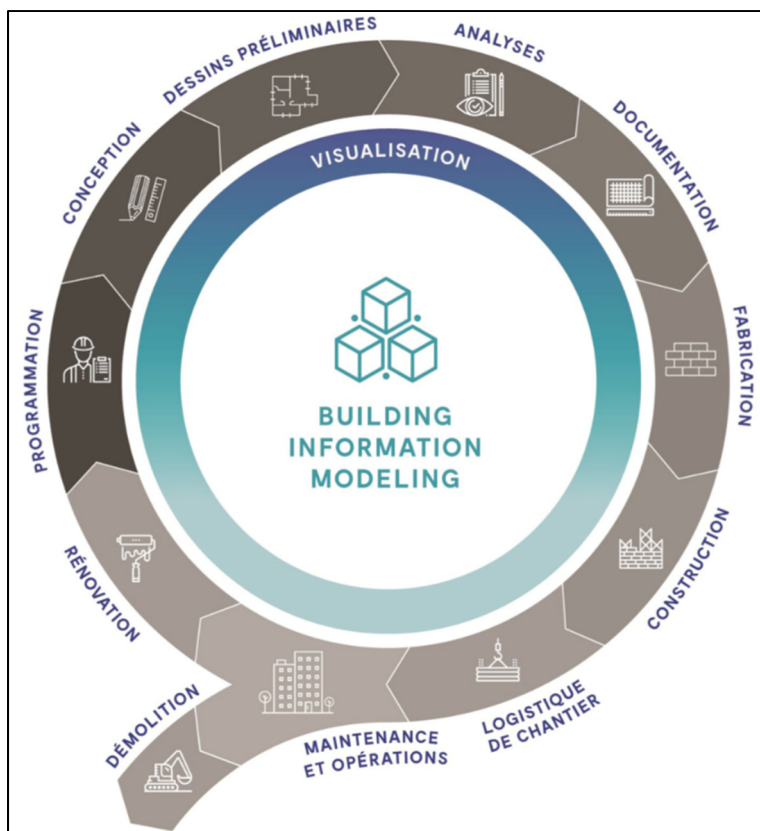 DESSINS PRÉLIMINAIRES
ANALYSES
DOCUMENTATION
FABRICATION
CONSTRUCTION
LOGISTIQUE
DE CHANTIER
MAINTENANCE
ET OPÉRATIONS
DÉMOLITION
RÉNOVATION
PROGRAMMATION
CONCEPTION
VISUALISATION
BUILDING
INFORMATION
MODELING